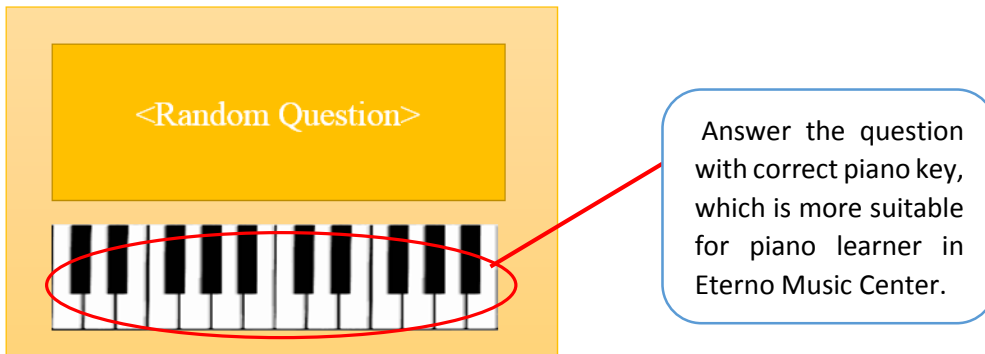 <Random Question>
Answer the question
with correct piano key,
which is more suitable
for piano learner in
Eterno Music Center.